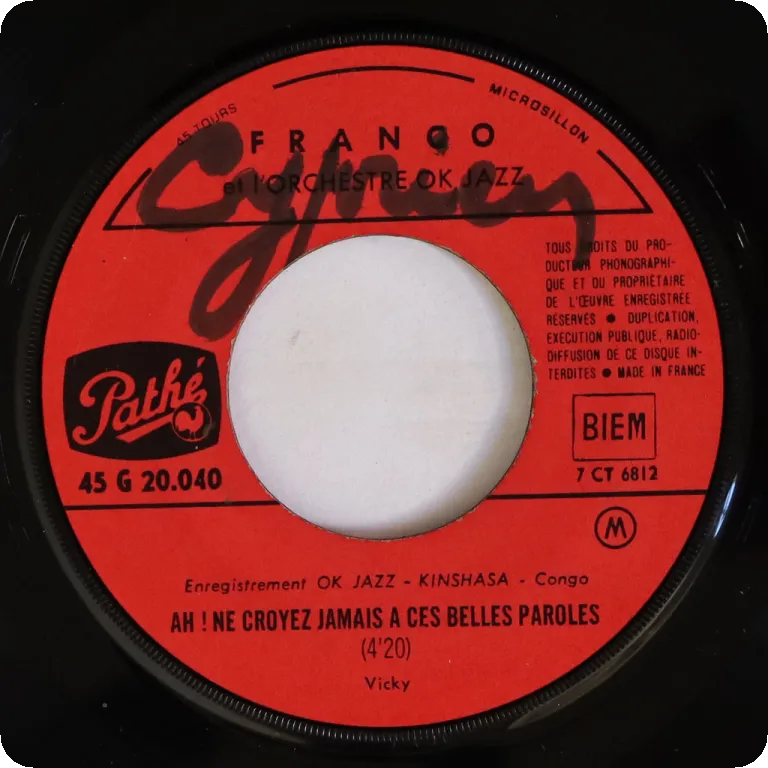 45 TOURS
MICROSILLON
FRANCO
et l'ORCHESTRE OK JAZZ
Cyprien
TOUS DROITS DU PRO-
DUCTEUR PHONOGRAPHI-
QUE ET DU PROPRIÉTAIRE
DE L'ŒUVRE ENREGISTRÉE
RÉSERVÉS ● DUPLICATION,
EXECUTION PUBLIQUE, RADIO-
DIFFUSION DE CE DISQUE IN-
TERDITES ● MADE IN FRANCE
Pathé
45 G 20.040
BIEM
7 CT 6812
M
Enregistrement OK JAZZ - KINSHASA - Congo
AH ! NE CROYEZ JAMAIS A CES BELLES PAROLES
(4'20)
Vicky